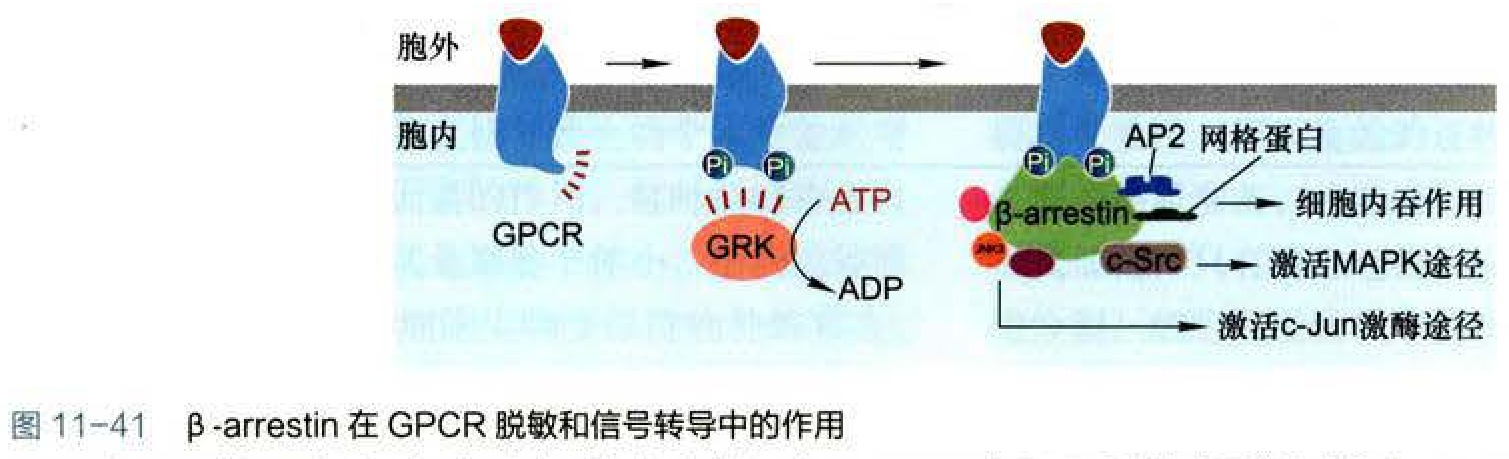 胞外
胞内
GPCR
Pi Pi
GRK
ATP
ADP
Pi Pi
AP2 网格蛋白
β-arrestin
细胞内吞作用
JNK3
c-Src
激活MAPK途径
激活c-Jun激酶途径
图 11-41 β-arrestin 在 GPCR 脱敏和信号转导中的作用